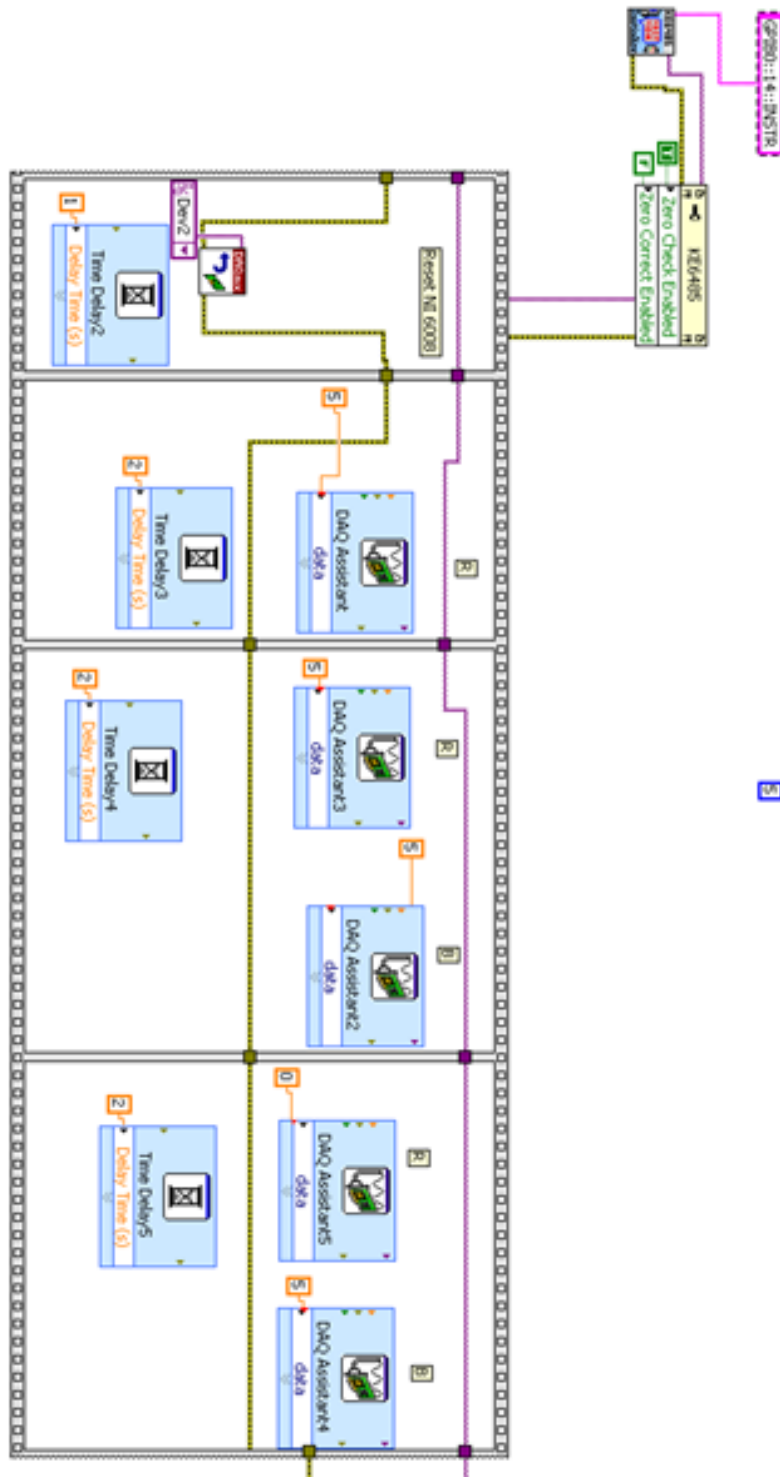 GPIB0::14::INSTR
KE6485
Zero Check Enabled
Zero Correct Enabled
T F
F
5
Reset NI 6008
DAQmx
Dev2
1
Time Delay2
Delay Time (s)
R
5
DAQ Assistant
data
2
Time Delay3
Delay Time (s)
R
5
DAQ Assistant3
data
B
5
DAQ Assistant2
data
2
Time Delay4
Delay Time (s)
R
0
DAQ Assistant5
data
B
5
DAQ Assistant4
data
2
Time Delay5
Delay Time (s)